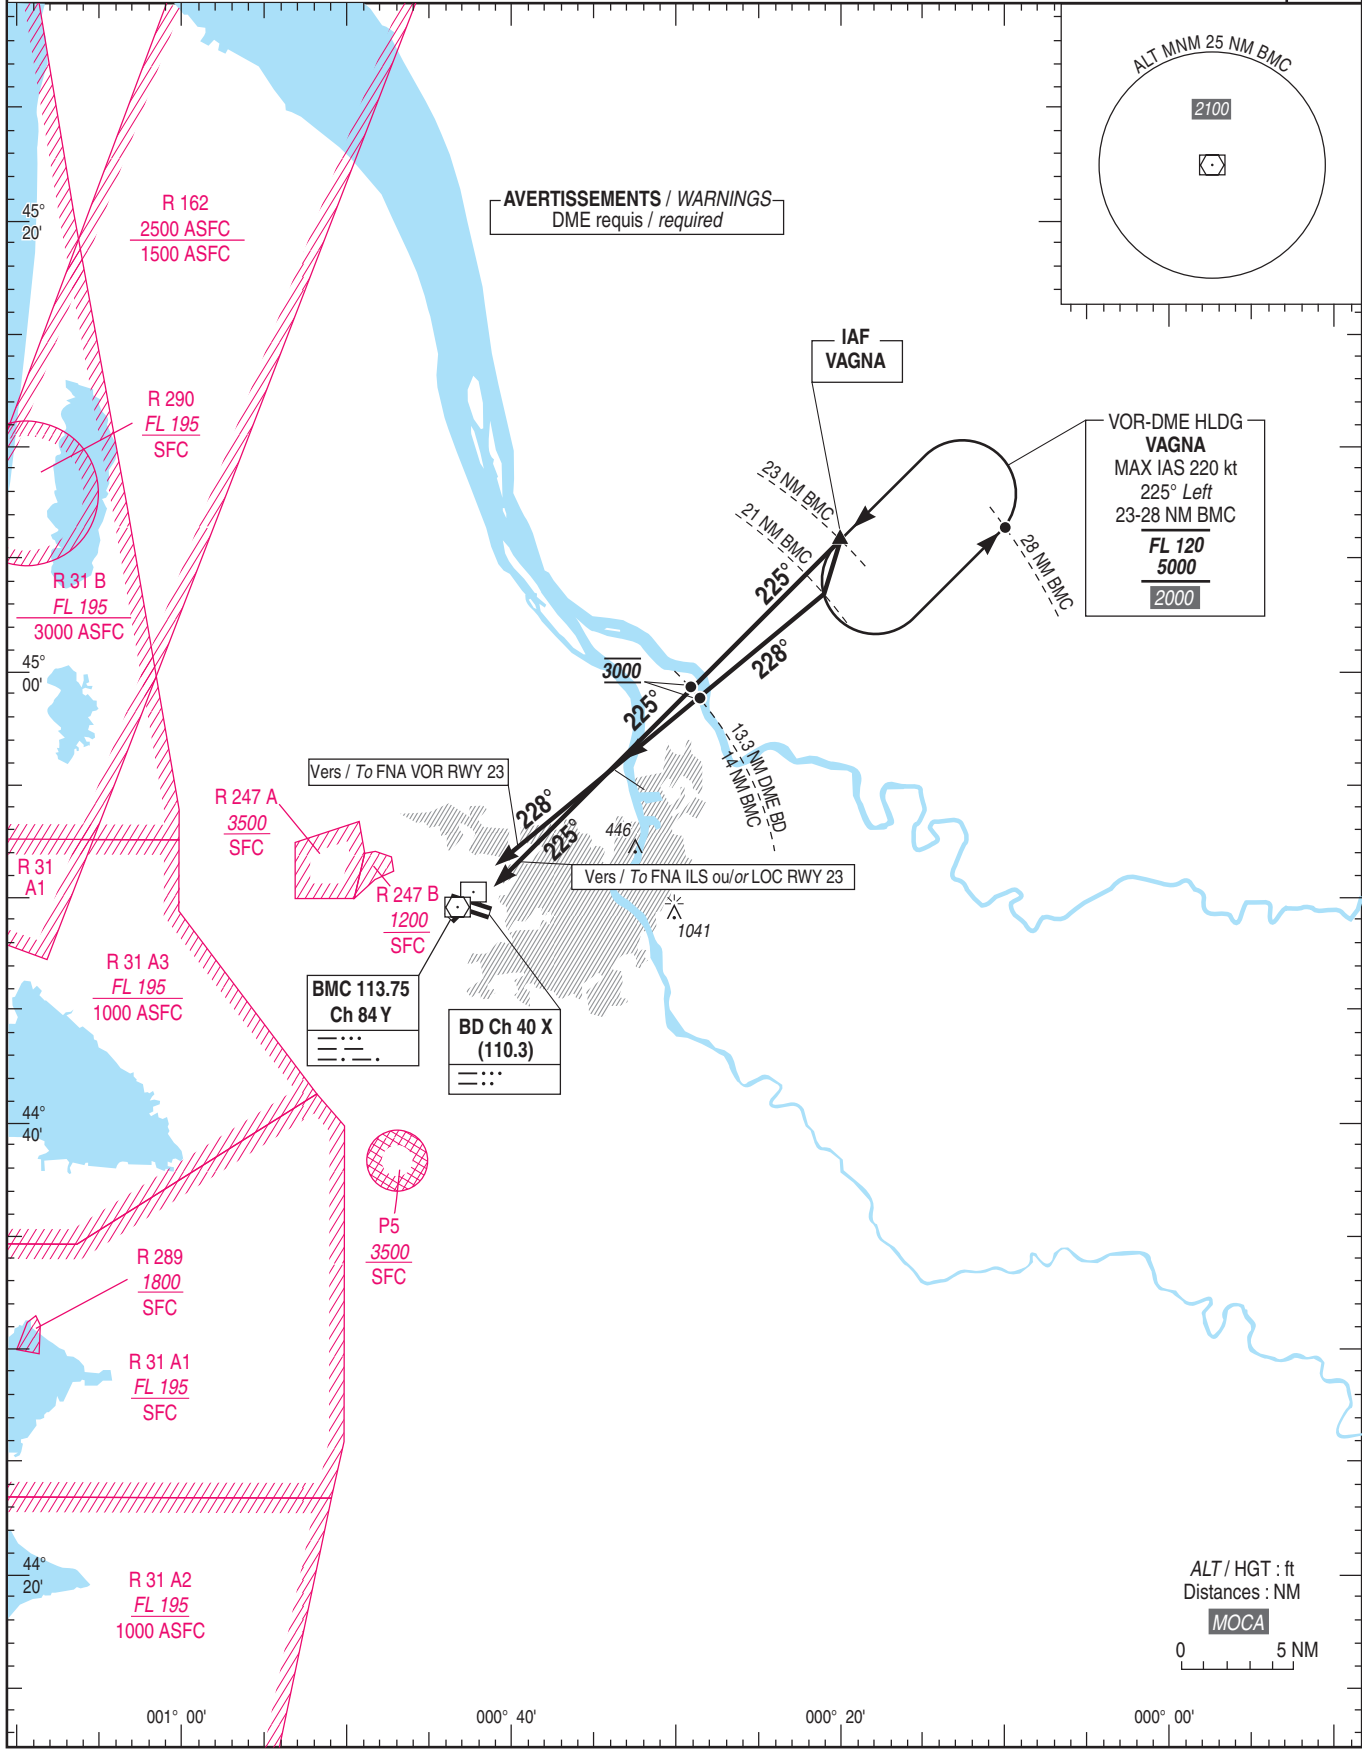 ALT MNM 25 NM BMC
2100
AVERTISSEMENTS / WARNINGS
DME requis / required
R 162
2500 ASFC
1500 ASFC
45°
20'
IAF
VAGNA
R 290
FL 195
SFC
VOR-DME HLDG
VAGNA
MAX IAS 220 kt
225° Left
23-28 NM BMC
FL 120
5000
2000
23 NM BMC
21 NM BMC
28 NM BMC
225°
228°
R 31 B
FL 195
3000 ASFC
45°
00'
3000
225°
13.3 NM DME BD
14 NM BMC
Vers / To FNA VOR RWY 23
R 247 A
3500
SFC
228°
225°
446
R 31
A1
Vers / To FNA ILS ou/or LOC RWY 23
R 247 B
1200
SFC
1041
R 31 A3
FL 195
1000 ASFC
BMC 113.75
Ch 84 Y
BD Ch 40 X
(110.3)
44°
40'
P5
3500
SFC
R 289
1800
SFC
R 31 A1
FL 195
SFC
44°
20'
R 31 A2
FL 195
1000 ASFC
ALT / HGT : ft
Distances : NM
MOCA
0 5 NM
001° 00'
000° 40'
000° 20'
000° 00'